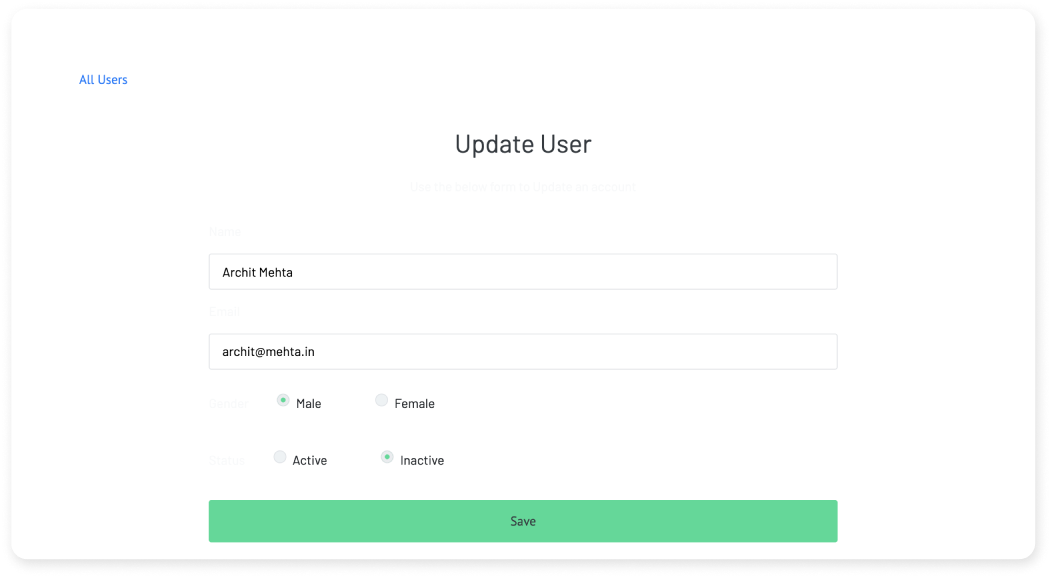 All Users
Update User
Use the below form to Update an account
Name
Archit Mehta
Email
archit@mehta.in
Gender Male Female
Status Active Inactive
Save